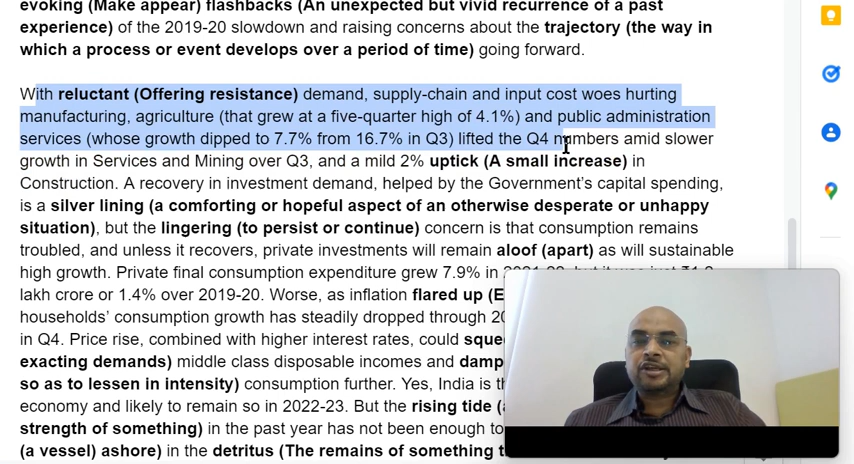 evoking (Make appear) flashbacks (An unexpected but vivid recurrence of a past
experience) of the 2019-20 slowdown and raising concerns about the trajectory (the way in
which a process or event develops over a period of time) going forward.
With reluctant (Offering resistance) demand, supply-chain and input cost woes hurting
manufacturing, agriculture (that grew at a five-quarter high of 4.1%) and public administration
services (whose growth dipped to 7.7% from 16.7% in Q3) lifted the Q4 numbers amid slower
growth in Services and Mining over Q3, and a mild 2% uptick (A small increase) in
Construction. A recovery in investment demand, helped by the Government's capital spending,
is a silver lining (a comforting or hopeful aspect of an otherwise desperate or unhappy
situation), but the lingering (to persist or continue) concern is that consumption remains
troubled, and unless it recovers, private investments will remain aloof (apart) as will sustainable
high growth. Private final consumption expenditure grew 7.9% in
lakh crore or 1.4% over 2019-20. Worse, as inflation flared up (E
households' consumption growth has steadily dropped through 20
in Q4. Price rise, combined with higher interest rates, could
exacting demands) middle class disposable incomes and damp
so as to lessen in intensity) consumption further. Yes, India is
economy and likely to remain so in 2022-23. But the rising tide
strength of something) in the past year has not been enough to
(a vessel) ashore) in the detritus (The remains of something